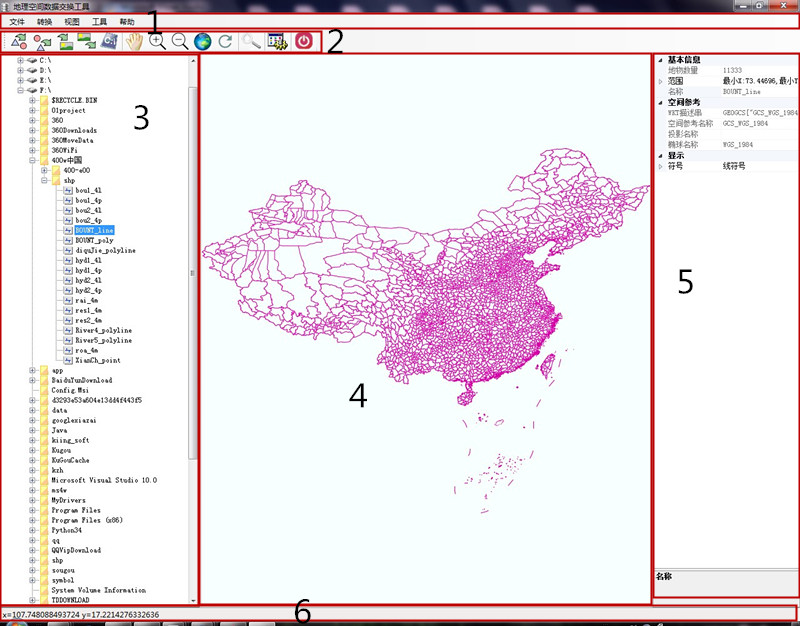 地理空间数据交换工具
文件 转换 视图 工具 帮助
1
2
3
C:\
D:\
E:\
F:\
$RECYCLE.BIN
01project
360
360Downloads
360MoveData
360WiFi
400w中国
400-e00
shp
bou1_4l
bou1_4p
bou2_4l
bou2_4p
BOUNT_line
BOUNT_poly
diquJie_polyline
hyd1_4l
hyd1_4p
hyd2_4l
hyd2_4p
rai_4m
res1_4m
res2_4m
River4_polyline
River5_polyline
roa_4m
XianCh_point
app
BaiduYunDownload
Config.Msi
d3293e53a604e13dd4f443f5
data
googlexiazai
Java
kiing_soft
Kugou
KuGouCache
kzh
Microsoft Visual Studio 10.0
ms4w
MyDrivers
Program Files
Program Files (x86)
Python34
qq
QQVipDownload
shp
sougou
symbol
System Volume Information
TDDOWNLOAD
4
基本信息
地物数量 11333
范围 最小X:73.44696,最小Y
名称 BOUNT_line
空间参考
WKT描述串 GEOGCS["GCS_WGS_1984
空间参考名称 GCS_WGS_1984
投影名称
椭球名称 WGS_1984
显示
符号 线符号
5
名称
x=107.748088493724 y=17.2214276332636
6